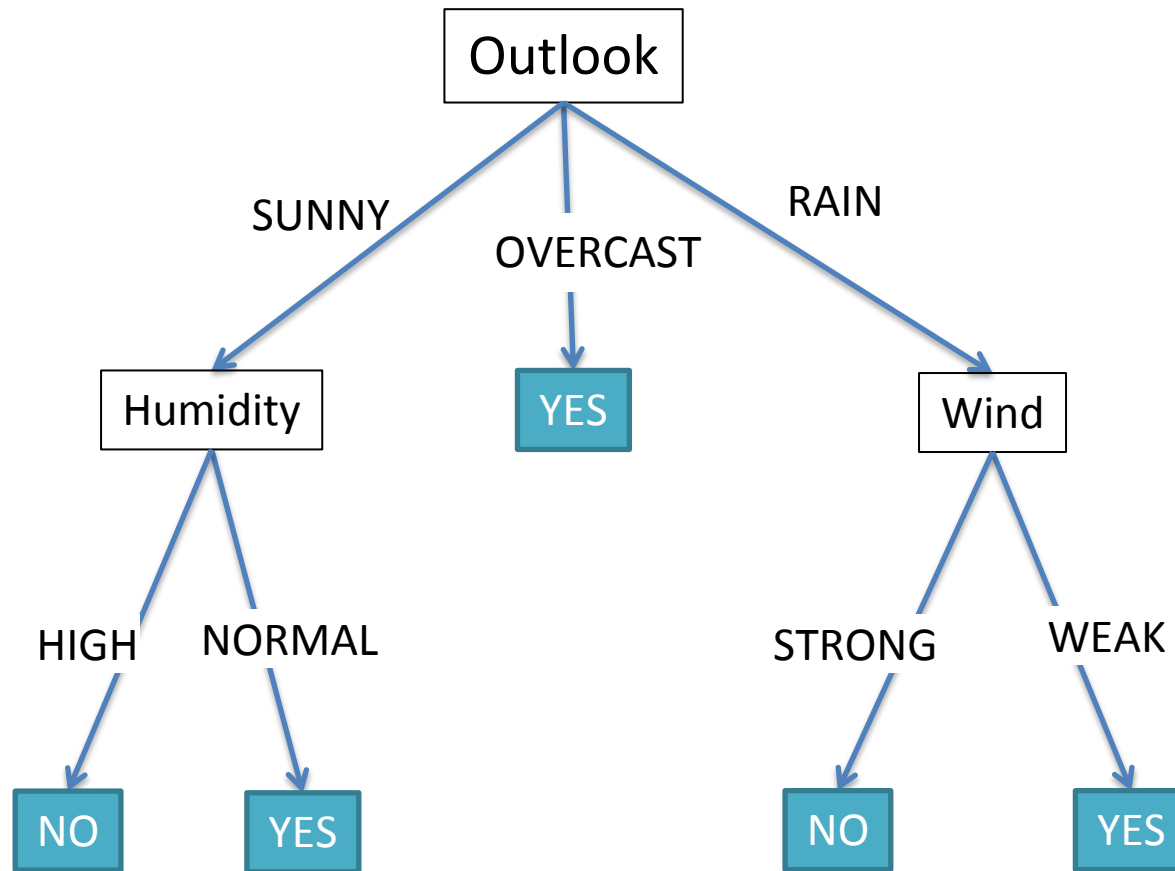 Outlook
SUNNY
OVERCAST
RAIN
Humidity
YES
Wind
HIGH
NORMAL
STRONG
WEAK
NO
YES
NO
YES